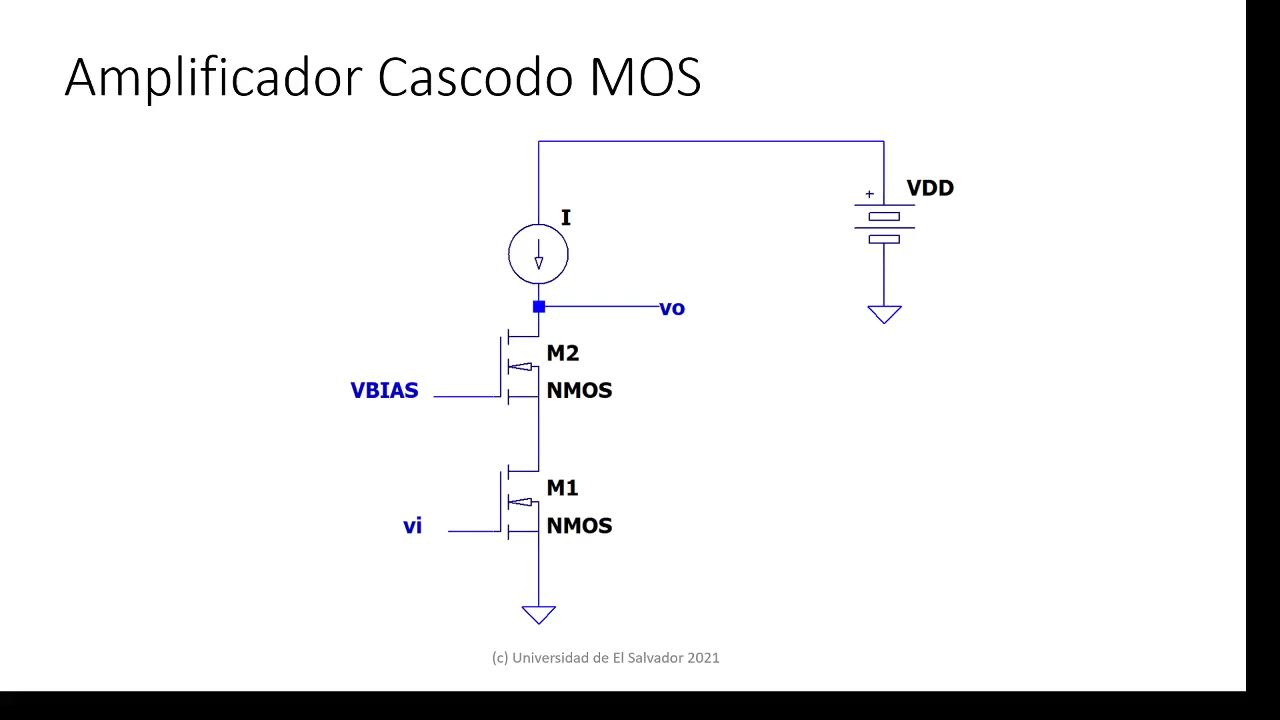 Amplificador Cascodo MOS
VDD
+
I
vo
M2
VBIAS
NMOS
M1
vi
NMOS
(c) Universidad de El Salvador 2021